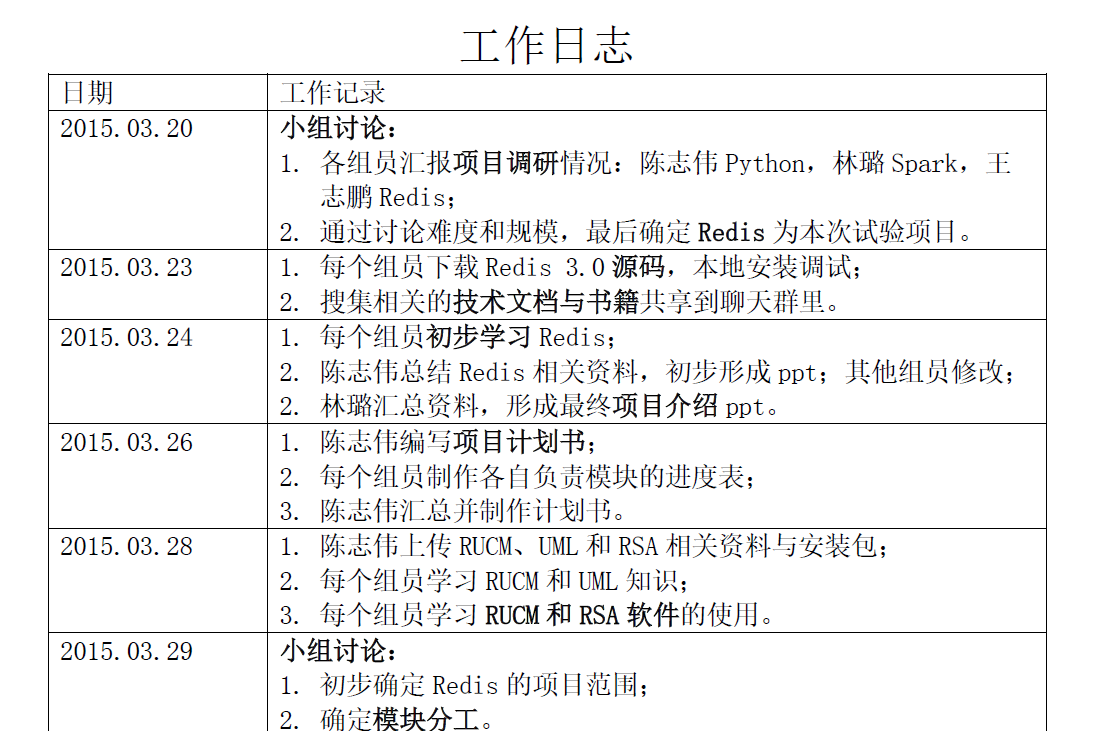 工作日志
日期 工作记录
2015.03.20 小组讨论：
1. 各组员汇报项目调研情况：陈志伟 Python，林璐 Spark，王
志鹏 Redis；
2. 通过讨论难度和规模，最后确定 Redis 为本次试验项目。
2015.03.23 1. 每个组员下载 Redis 3.0 源码，本地安装调试；
2. 搜集相关的技术文档与书籍共享到聊天群里。
2015.03.24 1. 每个组员初步学习 Redis；
2. 陈志伟总结 Redis 相关资料，初步形成 ppt；其他组员修改；
2. 林璐汇总资料，形成最终项目介绍 ppt。
2015.03.26 1. 陈志伟编写项目计划书；
2. 每个组员制作各自负责模块的进度表；
3. 陈志伟汇总并制作计划书。
2015.03.28 1. 陈志伟上传 RUCM、UML 和 RSA 相关资料与安装包；
2. 每个组员学习 RUCM 和 UML 知识；
3. 每个组员学习 RUCM 和 RSA 软件的使用。
2015.03.29 小组讨论：
1. 初步确定 Redis 的项目范围；
2. 确定模块分工。